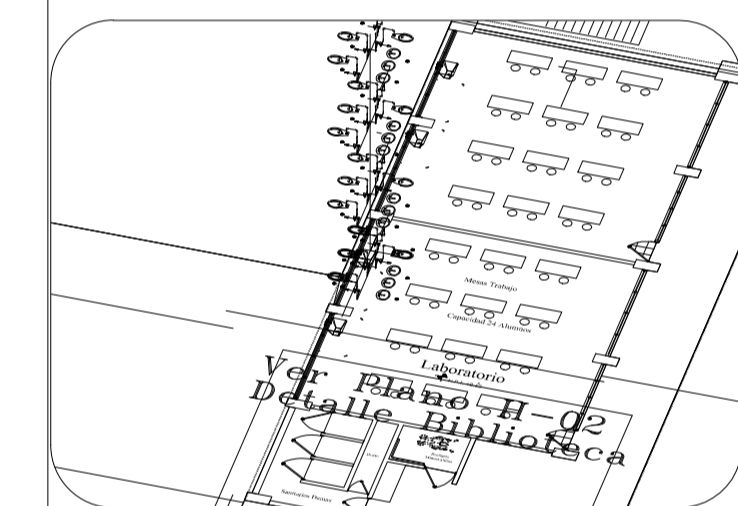 Mesas Trabajo
Capacidad 24 Alumnos
Laboratorio
Ver Plano H-02
Detalle Biblioteca
Sanitarios Damas